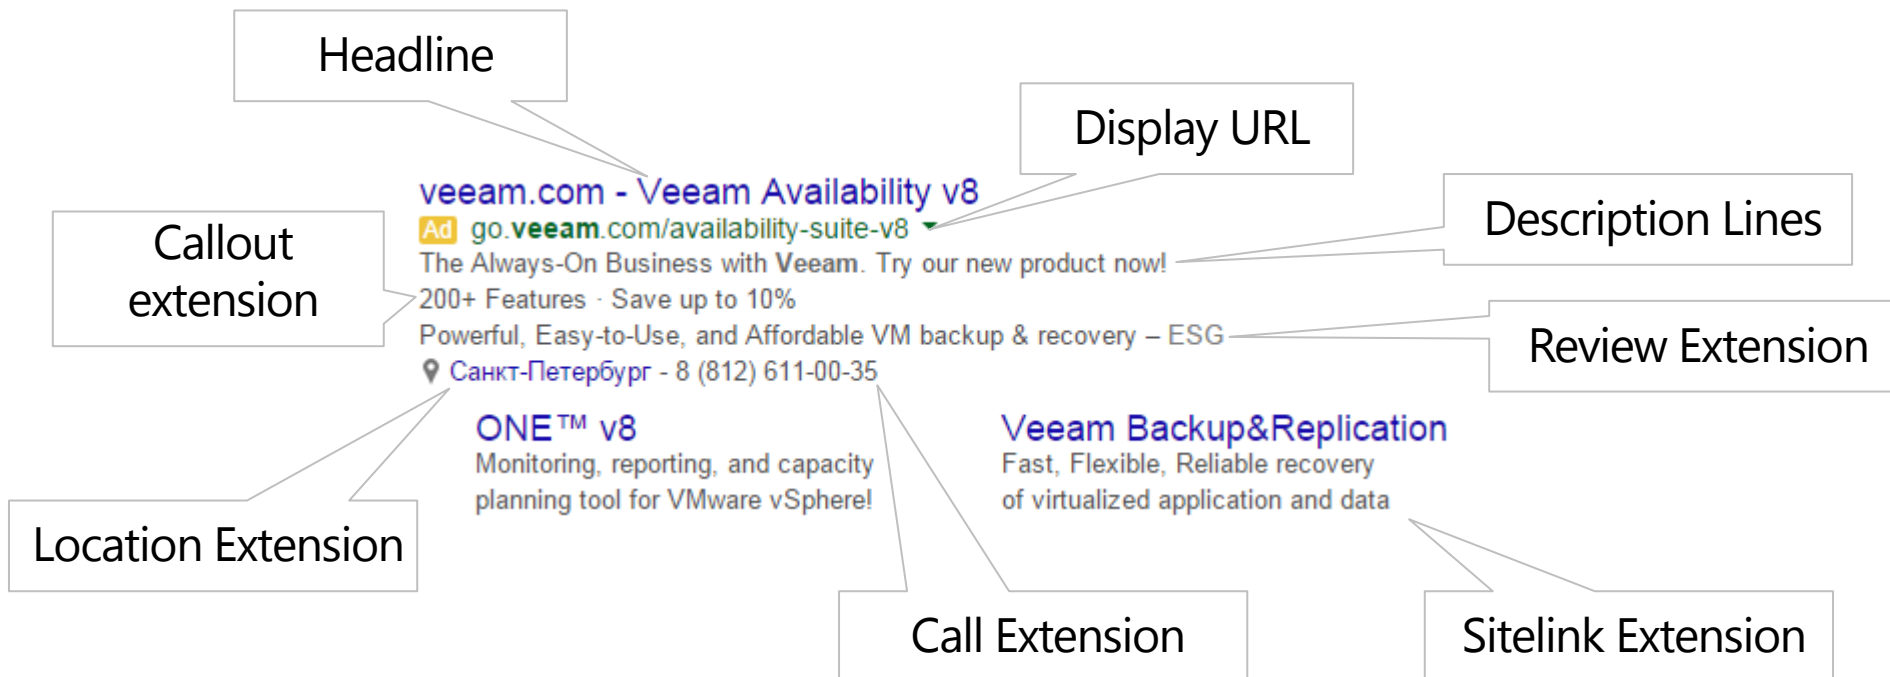 Headline
Display URL
veeam.com - Veeam Availability v8
Ad go.veeam.com/availability-suite-v8
Description Lines
Callout
extension
The Always-On Business with Veeam. Try our new product now!
200+ Features · Save up to 10%
Powerful, Easy-to-Use, and Affordable VM backup & recovery – ESG
Review Extension
Санкт-Петербург - 8 (812) 611-00-35
ONE™ v8
Monitoring, reporting, and capacity
planning tool for VMware vSphere!
Veeam Backup&Replication
Fast, Flexible, Reliable recovery
of virtualized application and data
Location Extension
Call Extension
Sitelink Extension